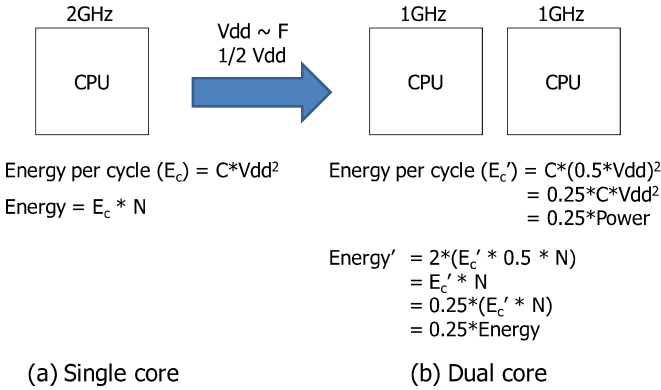 2GHz
CPU
Vdd ~ F
1/2 Vdd
1GHz
1GHz
CPU
CPU
Energy per cycle (Ec) = C*Vdd²
Energy = Ec * N
Energy per cycle (Ec′) = C*(0.5*Vdd)²
= 0.25*C*Vdd²
= 0.25*Power
Energy′ = 2*(Ec′ * 0.5 * N)
= Ec′ * N
= 0.25*(Ec′ * N)
= 0.25*Energy
(a) Single core
(b) Dual core